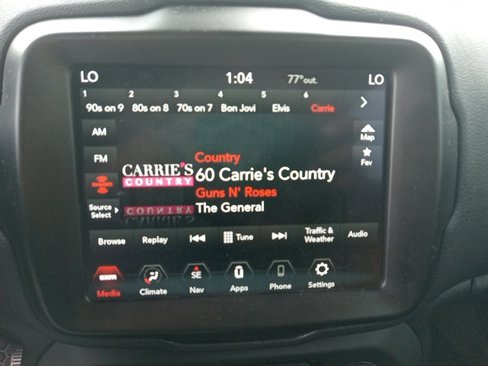 LO 1:04 77°out. LO
1 2 3 4 5 6
90s on 9 80s on 8 70s on 7 Bon Jovi Elvis Carrie
AM
Map
FM
Fav
Source
Select
CARRIE'S
COUNTRY
COUNTRY
Country
60 Carrie's Country
Guns N' Roses
The General
Browse Replay Tune Traffic & Weather Audio
Media Climate SE Nav Apps Phone Settings